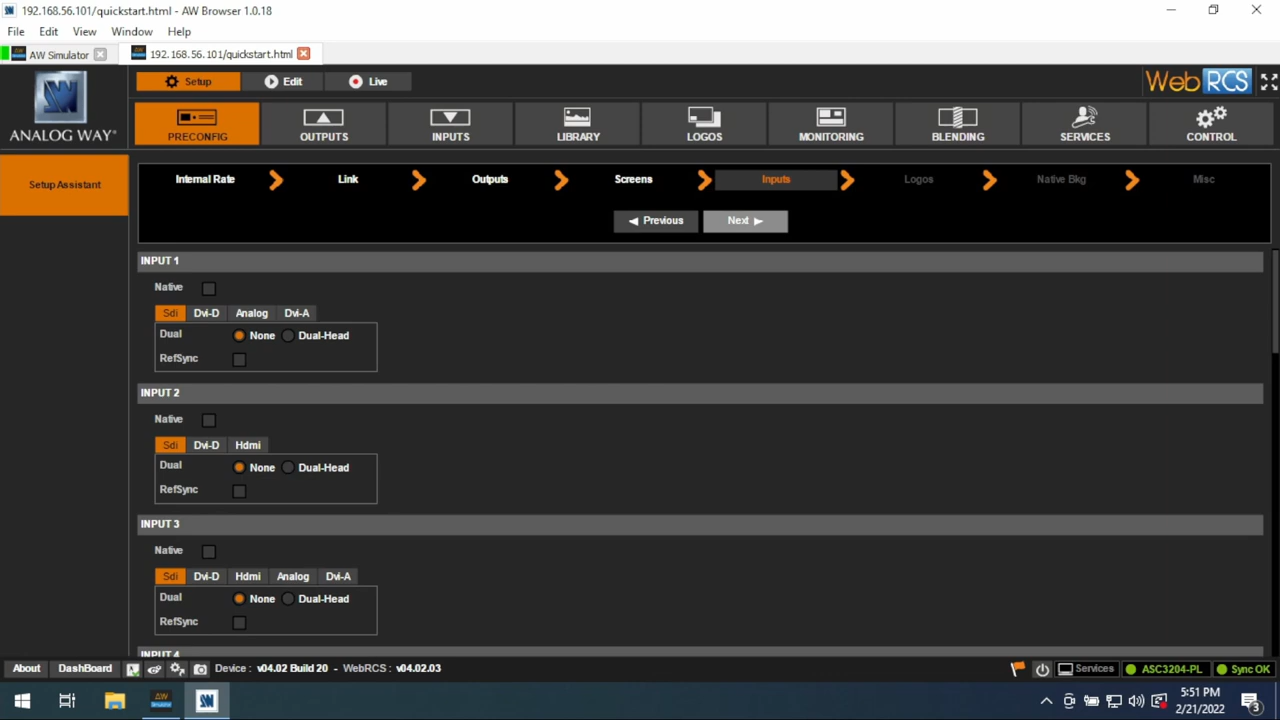 192.168.56.101/quickstart.html - AW Browser 1.0.18
File Edit View Window Help
AW Simulator 192.168.56.101/quickstart.html
Setup Edit Live
Web RCS
ANALOG WAY®
PRECONFIG OUTPUTS INPUTS LIBRARY LOGOS MONITORING BLENDING SERVICES CONTROL
Setup Assistant
Internal Rate Link Outputs Screens Inputs Logos Native Bkg Misc
Previous Next
INPUT 1
Native
Sdi Dvi-D Analog Dvi-A
Dual None Dual-Head
RefSync
INPUT 2
Native
Sdi Dvi-D Hdmi
Dual None Dual-Head
RefSync
INPUT 3
Native
Sdi Dvi-D Hdmi Analog Dvi-A
Dual None Dual-Head
RefSync
INPUT 4
About DashBoard Device : v04.02 Build 20 - WebRCS : v04.02.03 Services ASC3204-PL Sync OK
5:51 PM
2/21/2022
3